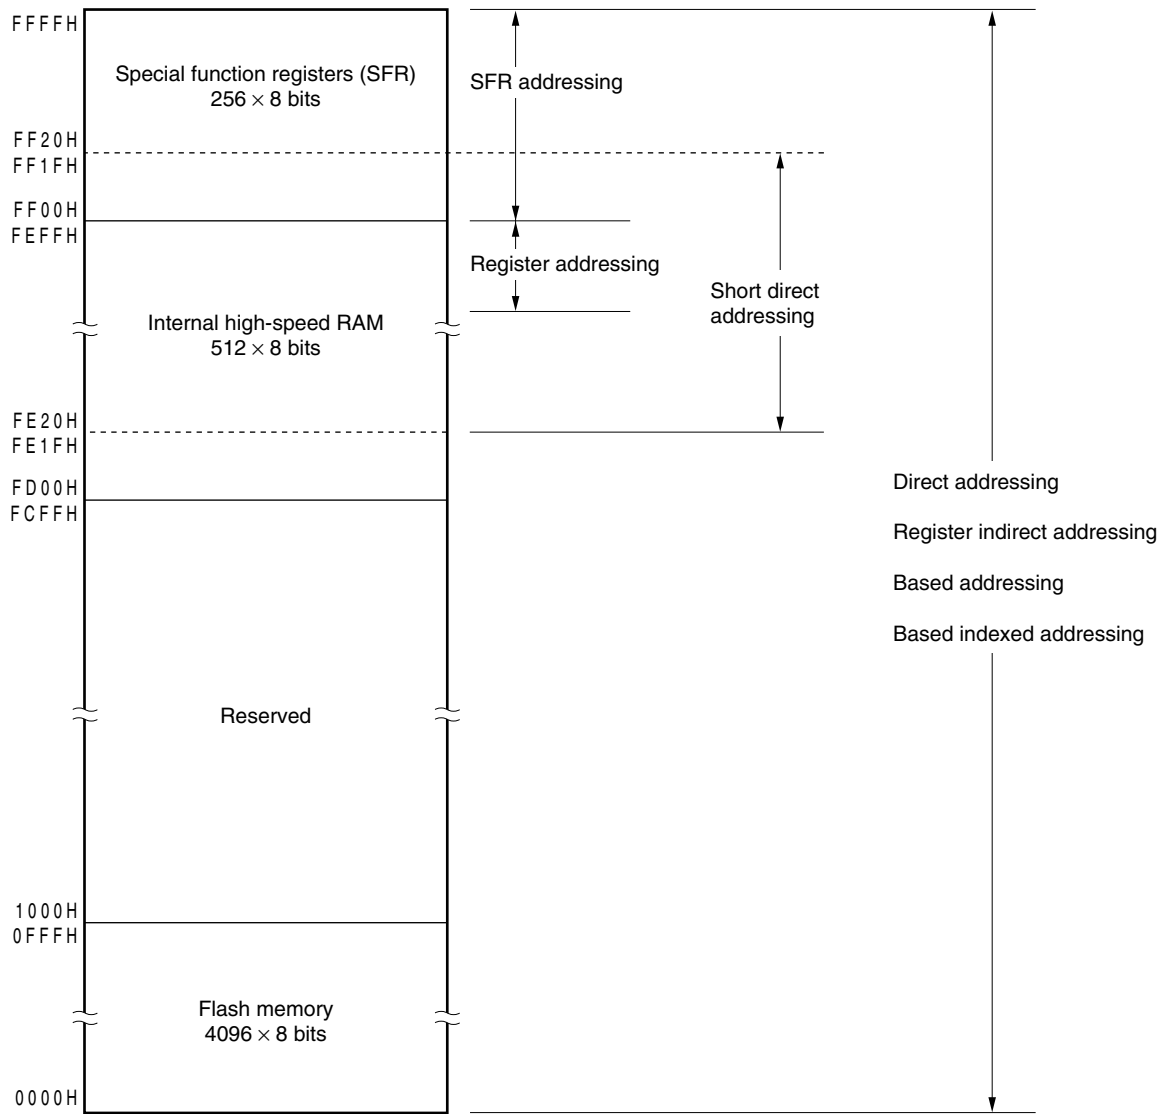 FFFFH
Special function registers (SFR)
256 × 8 bits
SFR addressing
FF20H
FF1FH
FF00H
FEFFH
Register addressing
Short direct
addressing
Internal high-speed RAM
512 × 8 bits
FE20H
FE1FH
FD00H
FCFFH
Direct addressing
Register indirect addressing
Based addressing
Based indexed addressing
Reserved
1000H
0FFFH
Flash memory
4096 × 8 bits
0000H